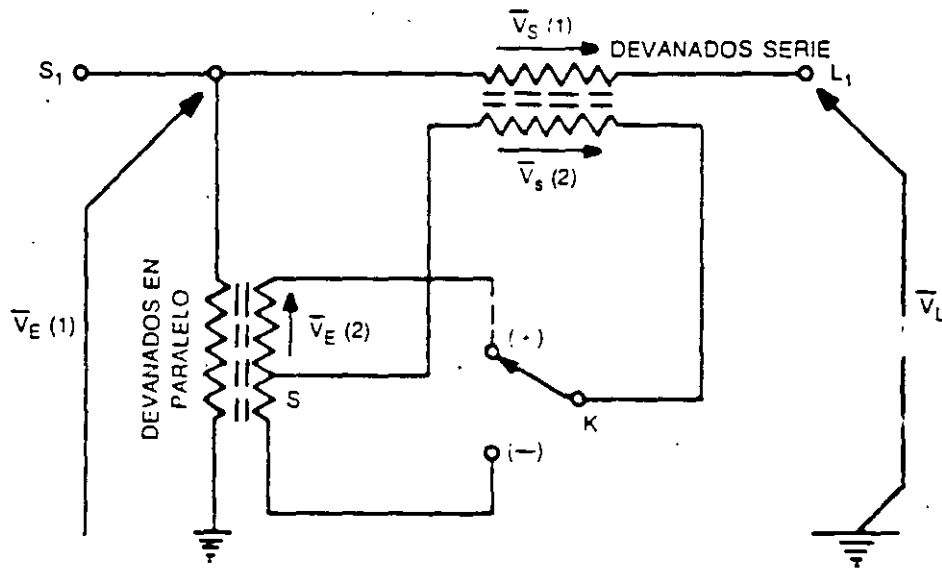 V̅S (1)
DEVANADOS SERIE
S₁
L₁
V̅s (2)
DEVANADOS EN
PARALELO
V̅E (1)
V̅E (2)
V̅L
(+)
S
K
(—)